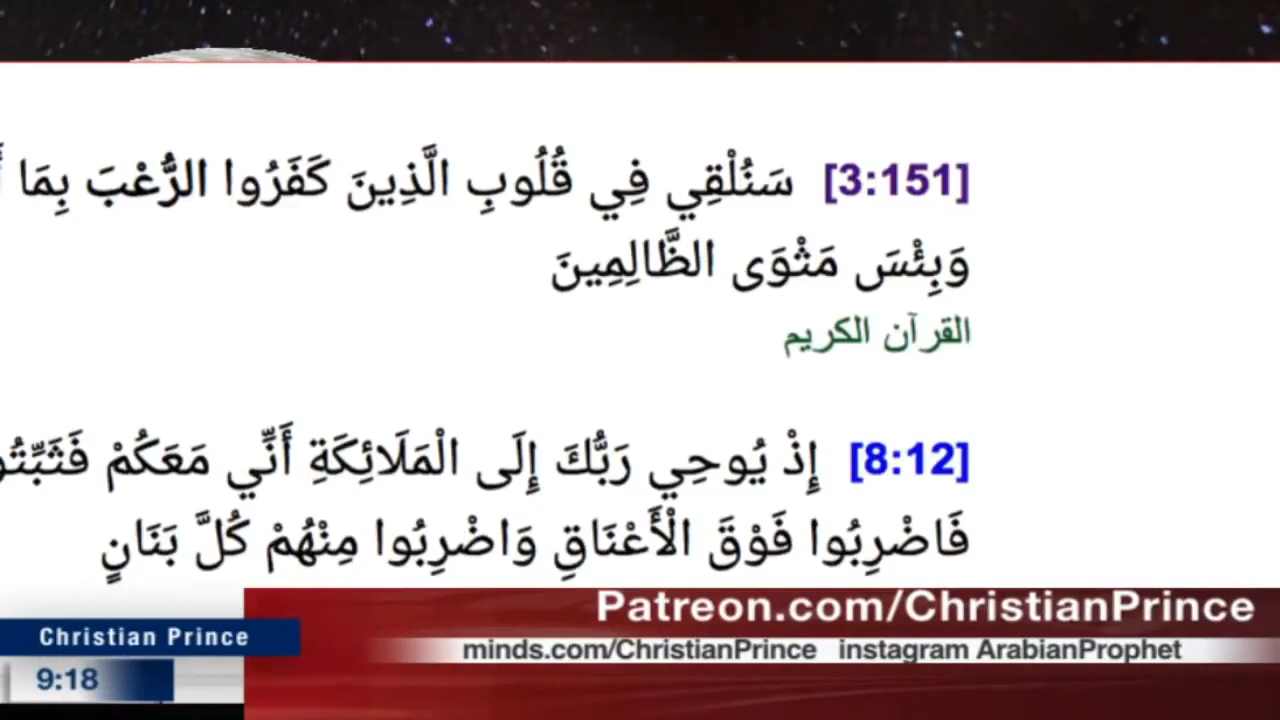 [3:151] سَنُلْقِي فِي قُلُوبِ الَّذِينَ كَفَرُوا الرُّعْبَ بِمَا
وَبِئْسَ مَثْوَى الظَّالِمِينَ
القرآن الكريم
[8:12] إِذْ يُوحِي رَبُّكَ إِلَى الْمَلَائِكَةِ أَنِّي مَعَكُمْ
فَاضْرِبُوا فَوْقَ الْأَعْنَاقِ وَاضْرِبُوا مِنْهُمْ كُلَّ بَنَانٍ
Patreon.com/ChristianPrince
Christian Prince
minds.com/ChristianPrince instagram ArabianProphet
9:18